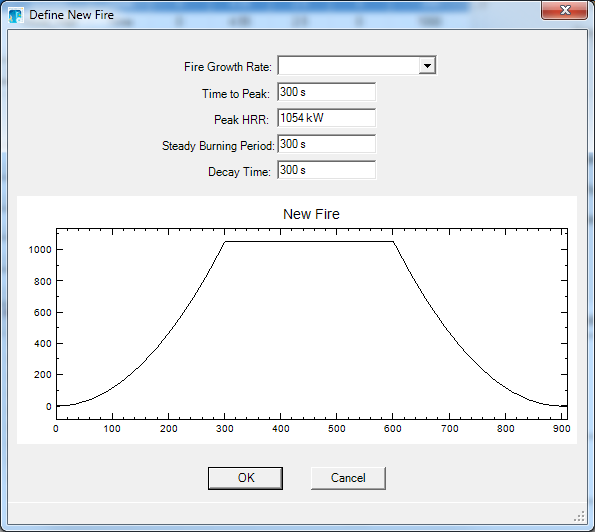 Define New Fire
Fire Growth Rate:
Time to Peak: 300 s
Peak HRR: 1054 kW
Steady Burning Period: 300 s
Decay Time: 300 s
New Fire
1000
800
600
400
200
0
0 100 200 300 400 500 600 700 800 900
OK Cancel